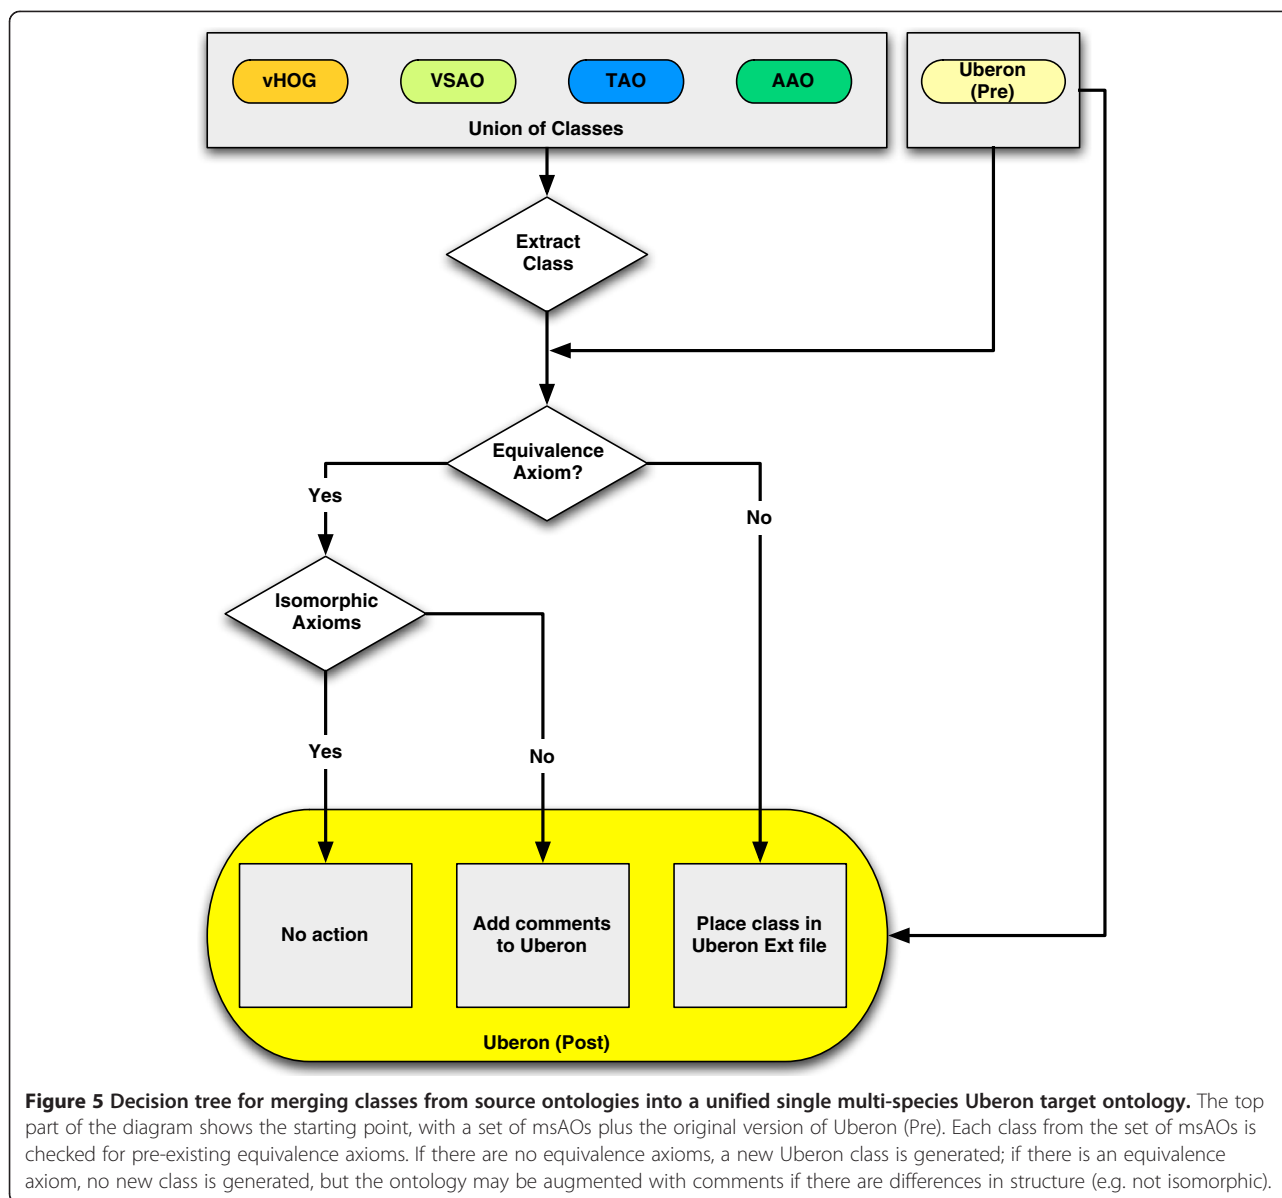 vHOG
VSAO
TAO
AAO
Uberon
(Pre)
Union of Classes
Extract
Class
Equivalence
Axiom?
Yes
No
Isomorphic
Axioms
Yes
No
No action
Add comments
to Uberon
Place class in
Uberon Ext file
Uberon (Post)
Figure 5 Decision tree for merging classes from source ontologies into a unified single multi-species Uberon target ontology. The top
part of the diagram shows the starting point, with a set of msAOs plus the original version of Uberon (Pre). Each class from the set of msAOs is
checked for pre-existing equivalence axioms. If there are no equivalence axioms, a new Uberon class is generated; if there is an equivalence
axiom, no new class is generated, but the ontology may be augmented with comments if there are differences in structure (e.g. not isomorphic).